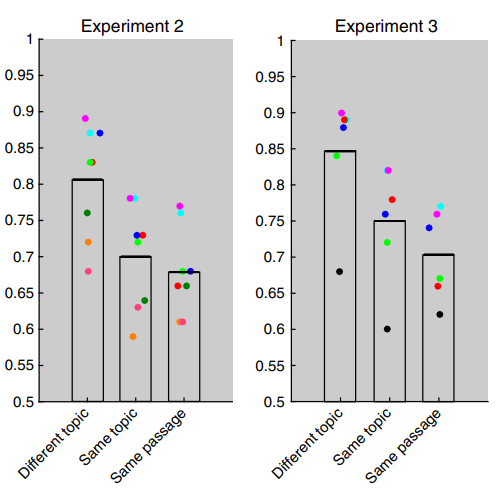 Experiment 2
1
0.95
0.9
0.85
0.8
0.75
0.7
0.65
0.6
0.55
0.5
Different topic
Same topic
Same passage
Experiment 3
1
0.95
0.9
0.85
0.8
0.75
0.7
0.65
0.6
0.55
0.5
Different topic
Same topic
Same passage